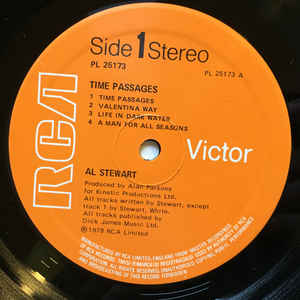 Side 1 Stereo
PL 25173
PL 25173 A
TIME PASSAGES
1 TIME PASSAGES
2 VALENTINA WAY
3 LIFE IN DARK WATER
4 A MAN FOR ALL SEASONS
RCA
Victor
AL STEWART
Produced by Alan Parsons
for Kinetic Productions Ltd.
All tracks written by Stewart, except
track 1 by Stewart, White.
All tracks published by
Dick James Music Ltd.
℗ 1978 RCA Limited